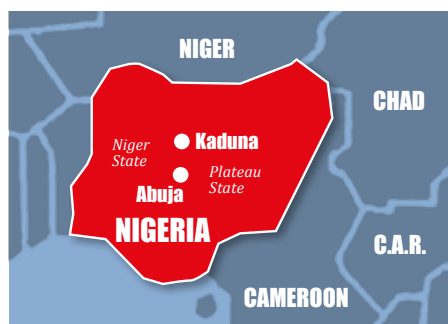 NIGER
CHAD
Niger
State
Kaduna
Plateau
State
Abuja
NIGERIA
C.A.R.
CAMEROON